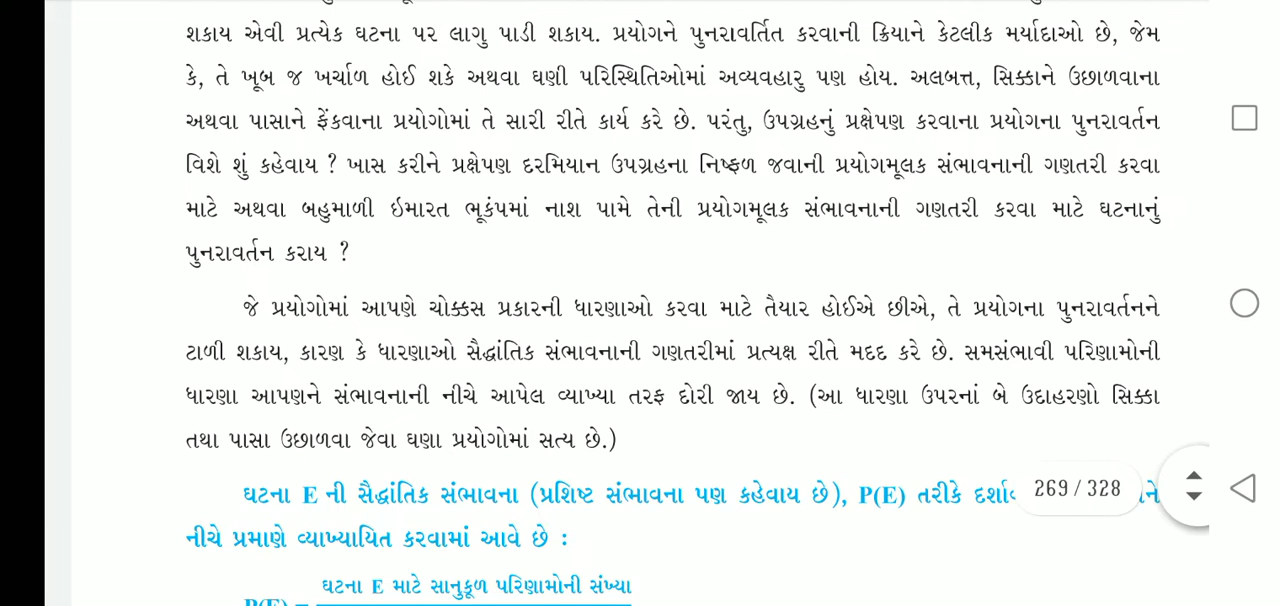 શકાય એવી પ્રત્યેક ઘટના પર લાગુ પાડી શકાય. પ્રયોગને પુનરાવર્તિત કરવાની ક્રિયાને કેટલીક મર્યાદાઓ છે, જેમ
કે, તે ખૂબ જ ખર્ચાળ હોઈ શકે અથવા ઘણી પરિસ્થિતિઓમાં અવ્યવહારુ પણ હોય. અલબત્ત, સિક્કાને ઉછાળવાના
અથવા પાસાને ફેંકવાના પ્રયોગોમાં તે સારી રીતે કાર્ય કરે છે. પરંતુ, ઉપગ્રહનું પ્રક્ષેપણ કરવાના પ્રયોગના પુનરાવર્તન
વિશે શું કહેવાય ? ખાસ કરીને પ્રક્ષેપણ દરમિયાન ઉપગ્રહના નિષ્ફળ જવાની પ્રયોગમૂલક સંભાવનાની ગણતરી કરવા
માટે અથવા બહુમાળી ઇમારત ભૂકંપમાં નાશ પામે તેની પ્રયોગમૂલક સંભાવનાની ગણતરી કરવા માટે ઘટનાનું
પુનરાવર્તન કરાય ?
જે પ્રયોગોમાં આપણે ચોક્કસ પ્રકારની ધારણાઓ કરવા માટે તૈયાર હોઈએ છીએ, તે પ્રયોગના પુનરાવર્તનને
ટાળી શકાય, કારણ કે ધારણાઓ સૈદ્ધાંતિક સંભાવનાની ગણતરીમાં પ્રત્યક્ષ રીતે મદદ કરે છે. સમસંભાવી પરિણામોની
ધારણા આપણને સંભાવનાની નીચે આપેલ વ્યાખ્યા તરફ દોરી જાય છે. (આ ધારણા ઉપરનાં બે ઉદાહરણો સિક્કા
તથા પાસા ઉછાળવા જેવા ઘણા પ્રયોગોમાં સત્ય છે.)
ઘટના E ની સૈદ્ધાંતિક સંભાવના (પ્રશિષ્ટ સંભાવના પણ કહેવાય છે), P(E) તરીકે 269 / 328
નીચે પ્રમાણે વ્યાખ્યાયિત કરવામાં આવે છે :
ઘટના E માટે સાનુકૂળ પરિણામોની સંખ્યા
P(E) =